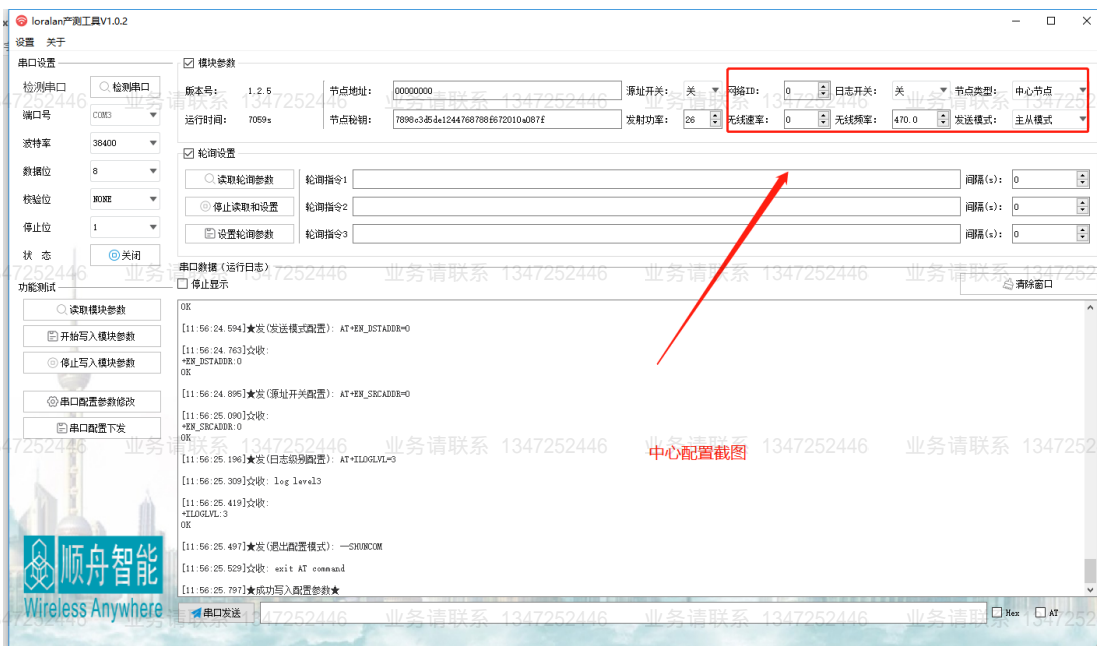 loralan产测工具V1.0.2
设置 关于
串口设置
检测串口 检测串口
端口号 COM3
波特率 38400
数据位 8
校验位 NONE
停止位 1
状 态 关闭
功能测试
读取模块参数
开始写入模块参数
停止写入模块参数
串口配置参数修改
串口配置下发
顺舟智能
Wireless Anywhere
模块参数
版本号: 1.2.5 节点地址: 00000000 源址开关: 关 网络ID: 0 日志开关: 关 节点类型: 中心节点
运行时间: 7059s 节点秘钥: 7898c3d5de1244768788f672010a087f 发射功率: 26 无线速率: 0 无线频率: 470.0 发送模式: 主从模式
轮询设置
读取轮询参数 轮询指令1 间隔(s): 0
停止读取和设置 轮询指令2 间隔(s): 0
设置轮询参数 轮询指令3 间隔(s): 0
串口数据(运行日志)
停止显示 清除窗口
OK
[11:56:24.594]★发(发送模式配置): AT+EN_DSTADDR=0
[11:56:24.763]☆收:
+EN_DSTADDR:0
OK
[11:56:24.895]★发(源址开关配置): AT+EN_SRCADDR=0
[11:56:25.090]☆收:
+EN_SRCADDR:0
OK
[11:56:25.196]★发(日志级别配置): AT+ILOGLVL=3
[11:56:25.309]☆收: log level3
[11:56:25.419]☆收:
+ILOGLVL:3
OK
[11:56:25.497]★发(退出配置模式): ---SHUNCOM
[11:56:25.529]☆收: exit AT command
[11:56:25.797]★成功写入配置参数★
中心配置截图
串口发送 Hex AT
业务请联系 1347252446